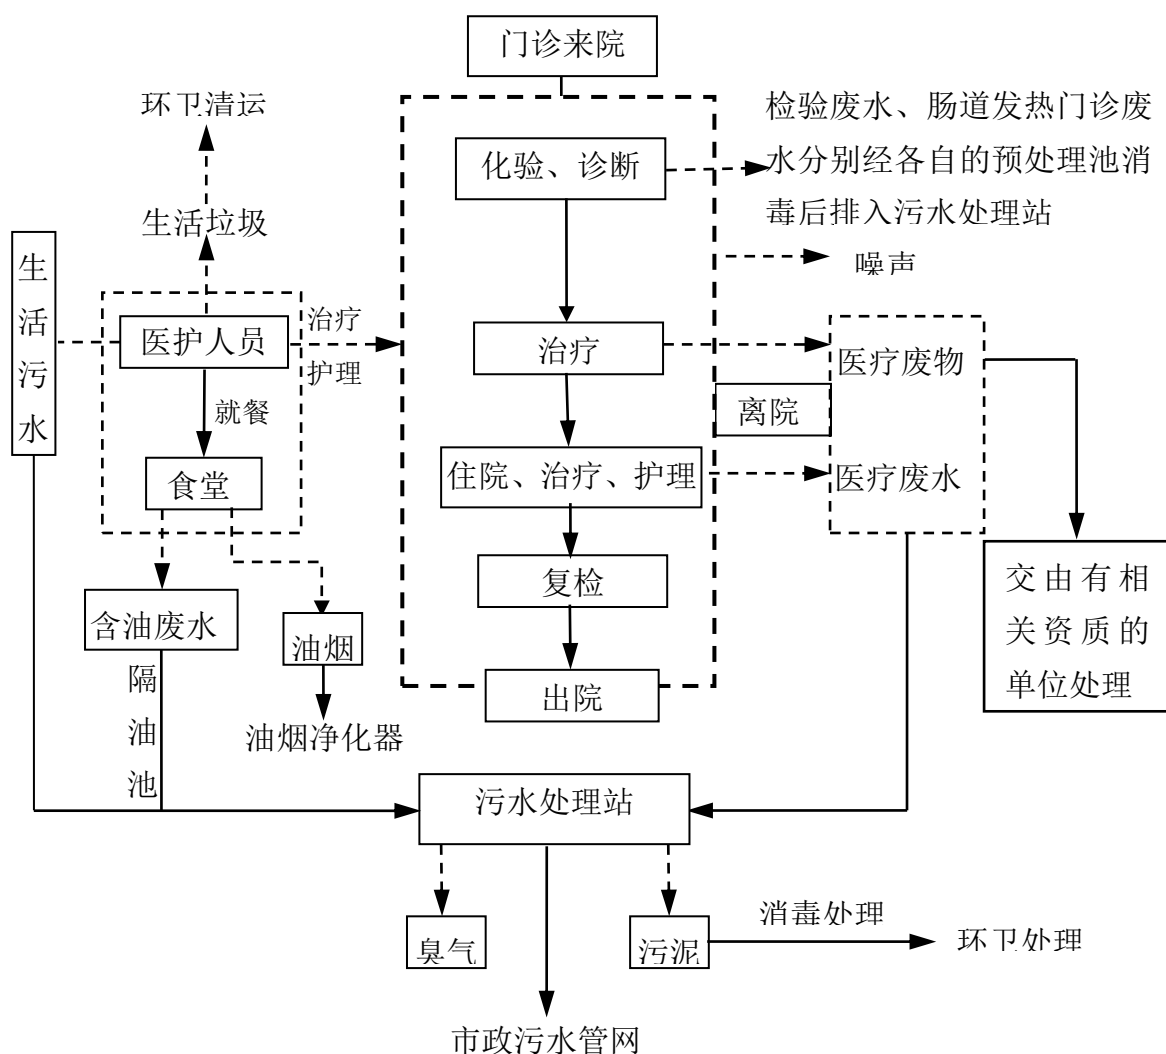 门诊来院
环卫清运
检验废水、肠道发热门诊废
水分别经各自的预处理池消
毒后排入污水处理站
化验、诊断
生活垃圾
噪声
生
活
污
水
医护人员
治疗
护理
治疗
医疗废物
就餐
离院
食堂
住院、治疗、护理
医疗废水
复检
交由有相
关资质的
单位处理
含油废水
油烟
隔
油
池
出院
油烟净化器
污水处理站
臭气
污泥
消毒处理
环卫处理
市政污水管网